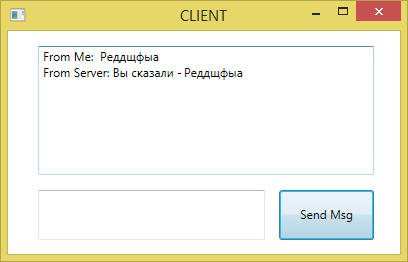 CLIENT
From Me:  Реддщфыа
From Server: Вы сказали - Реддщфыа
Send Msg